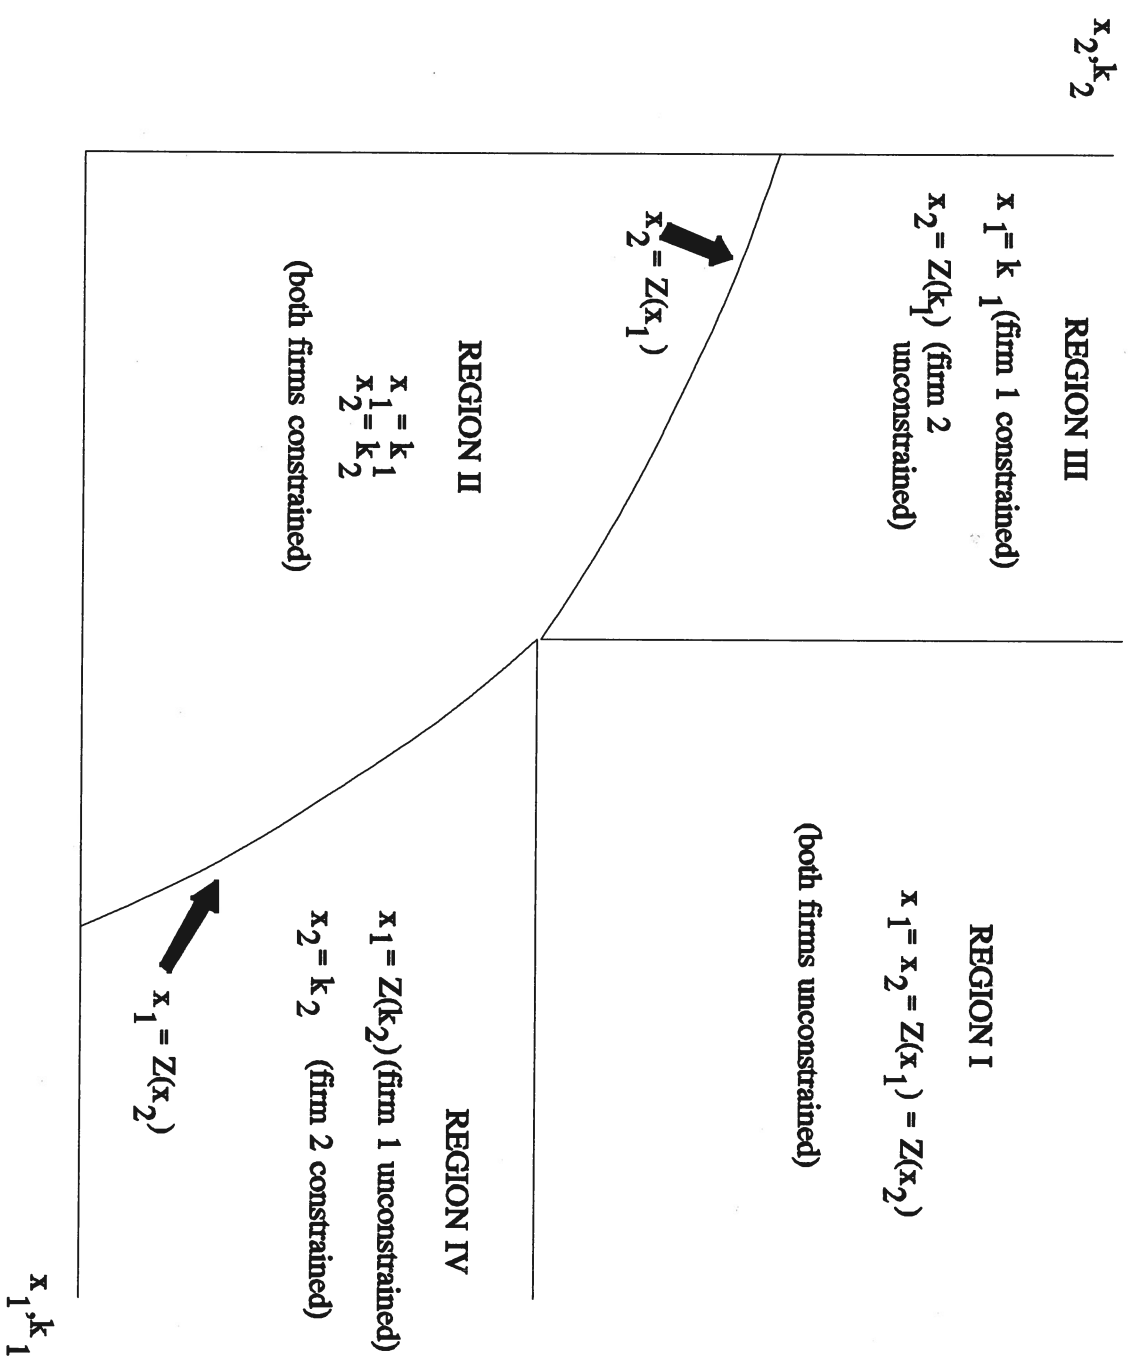 x2,k2
REGION III
x1 = k1 (firm 1 constrained)
x2 = Z(k1) (firm 2
unconstrained)
x2 = Z(x1)
REGION I
x1 = x2 = Z(x1) = Z(x2)
(both firms unconstrained)
REGION II
x1 = k1
x2 = k2
(both firms constrained)
REGION IV
x1 = Z(k2) (firm 1 unconstrained)
x2 = k2 (firm 2 constrained)
x1 = Z(x2)
x1,k1